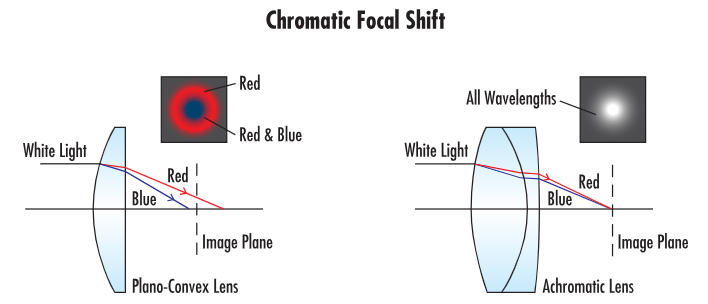 Chromatic Focal Shift
Red
Red & Blue
White Light
Red
Blue
Image Plane
Plano-Convex Lens
All Wavelengths
White Light
Red
Blue
Image Plane
Achromatic Lens